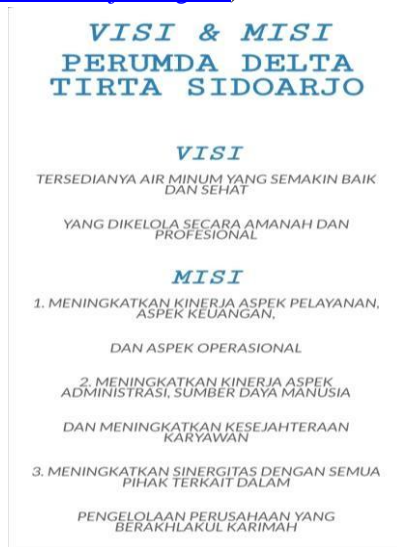 VISI & MISI
PERUMDA DELTA
TIRTA SIDOARJO
VISI
TERSEDIANYA AIR MINUM YANG SEMAKIN BAIK
DAN SEHAT
YANG DIKELOLA SECARA AMANAH DAN
PROFESIONAL
MISI
1. MENINGKATKAN KINERJA ASPEK PELAYANAN,
ASPEK KEUANGAN,
DAN ASPEK OPERASIONAL
2. MENINGKATKAN KINERJA ASPEK
ADMINISTRASI, SUMBER DAYA MANUSIA
DAN MENINGKATKAN KESEJAHTERAAN
KARYAWAN
3. MENINGKATKAN SINERGITAS DENGAN SEMUA
PIHAK TERKAIT DALAM
PENGELOLAAN PERUSAHAAN YANG
BERAKHLAKUL KARIMAH